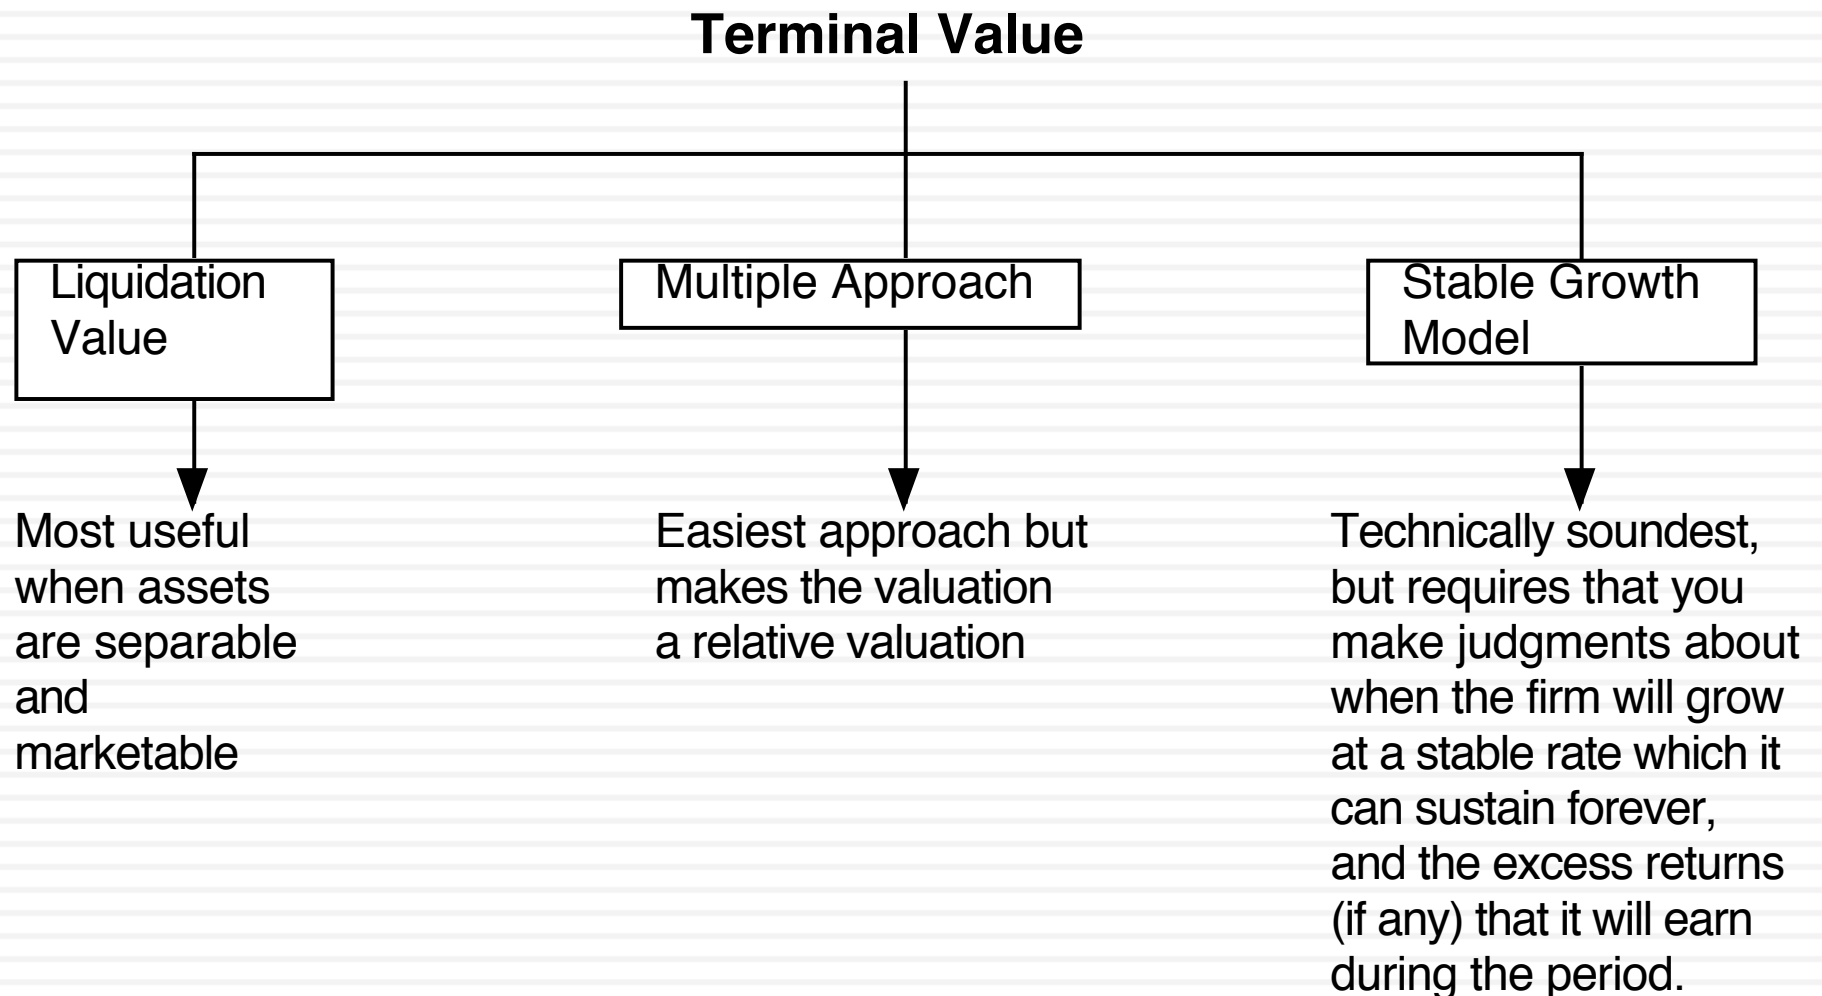 Terminal Value
Liquidation
Value
Multiple Approach
Stable Growth
Model
Most useful
when assets
are separable
and
marketable
Easiest approach but
makes the valuation
a relative valuation
Technically soundest,
but requires that you
make judgments about
when the firm will grow
at a stable rate which it
can sustain forever,
and the excess returns
(if any) that it will earn
during the period.